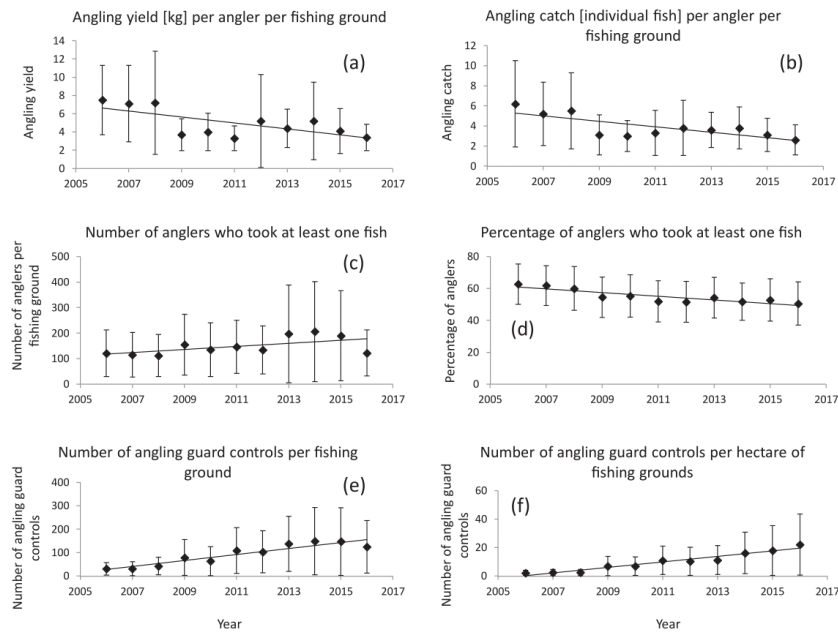 Angling yield [kg] per angler per fishing ground
(a)
Angling yield
14
12
10
8
6
4
2
0
2005 2007 2009 2011 2013 2015 2017
Angling catch [individual fish] per angler per
fishing ground
(b)
Angling catch
12
10
8
6
4
2
0
2005 2007 2009 2011 2013 2015 2017
Number of anglers who took at least one fish
(c)
Number of anglers per
fishing ground
500
400
300
200
100
0
2005 2007 2009 2011 2013 2015 2017
Percentage of anglers who took at least one fish
(d)
Percentage of anglers
80
60
40
20
0
2005 2007 2009 2011 2013 2015 2017
Number of angling guard controls per fishing
ground
(e)
Number of angling guard
controls
400
300
200
100
0
2005 2007 2009 2011 2013 2015 2017
Year
Number of angling guard controls per hectare of
fishing grounds
(f)
Number of angling guard
controls
60
40
20
0
2005 2007 2009 2011 2013 2015 2017
Year